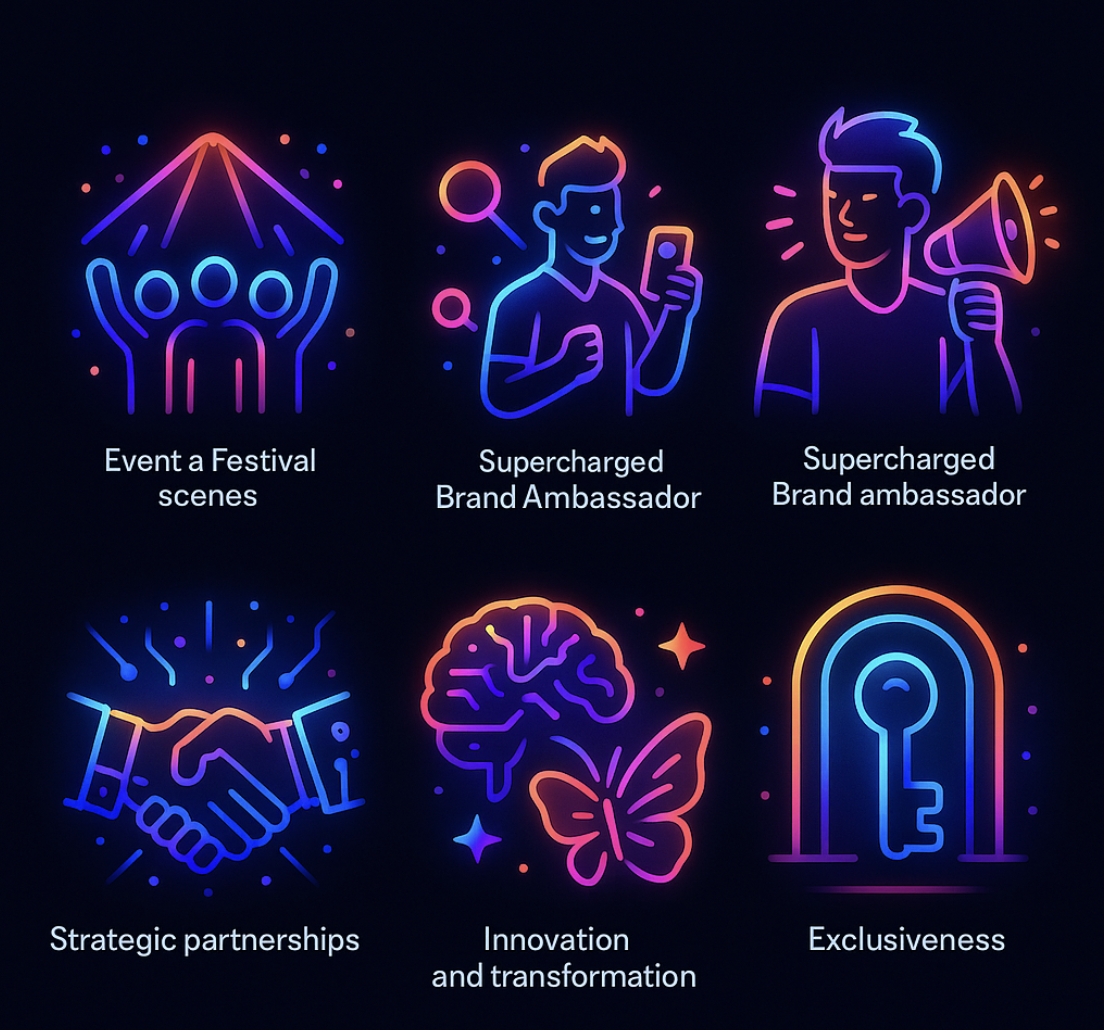 Event a Festival
scenes
Supercharged
Brand Ambassador
Supercharged
Brand ambassador
Strategic partnerships
Innovation
and transformation
Exclusiveness